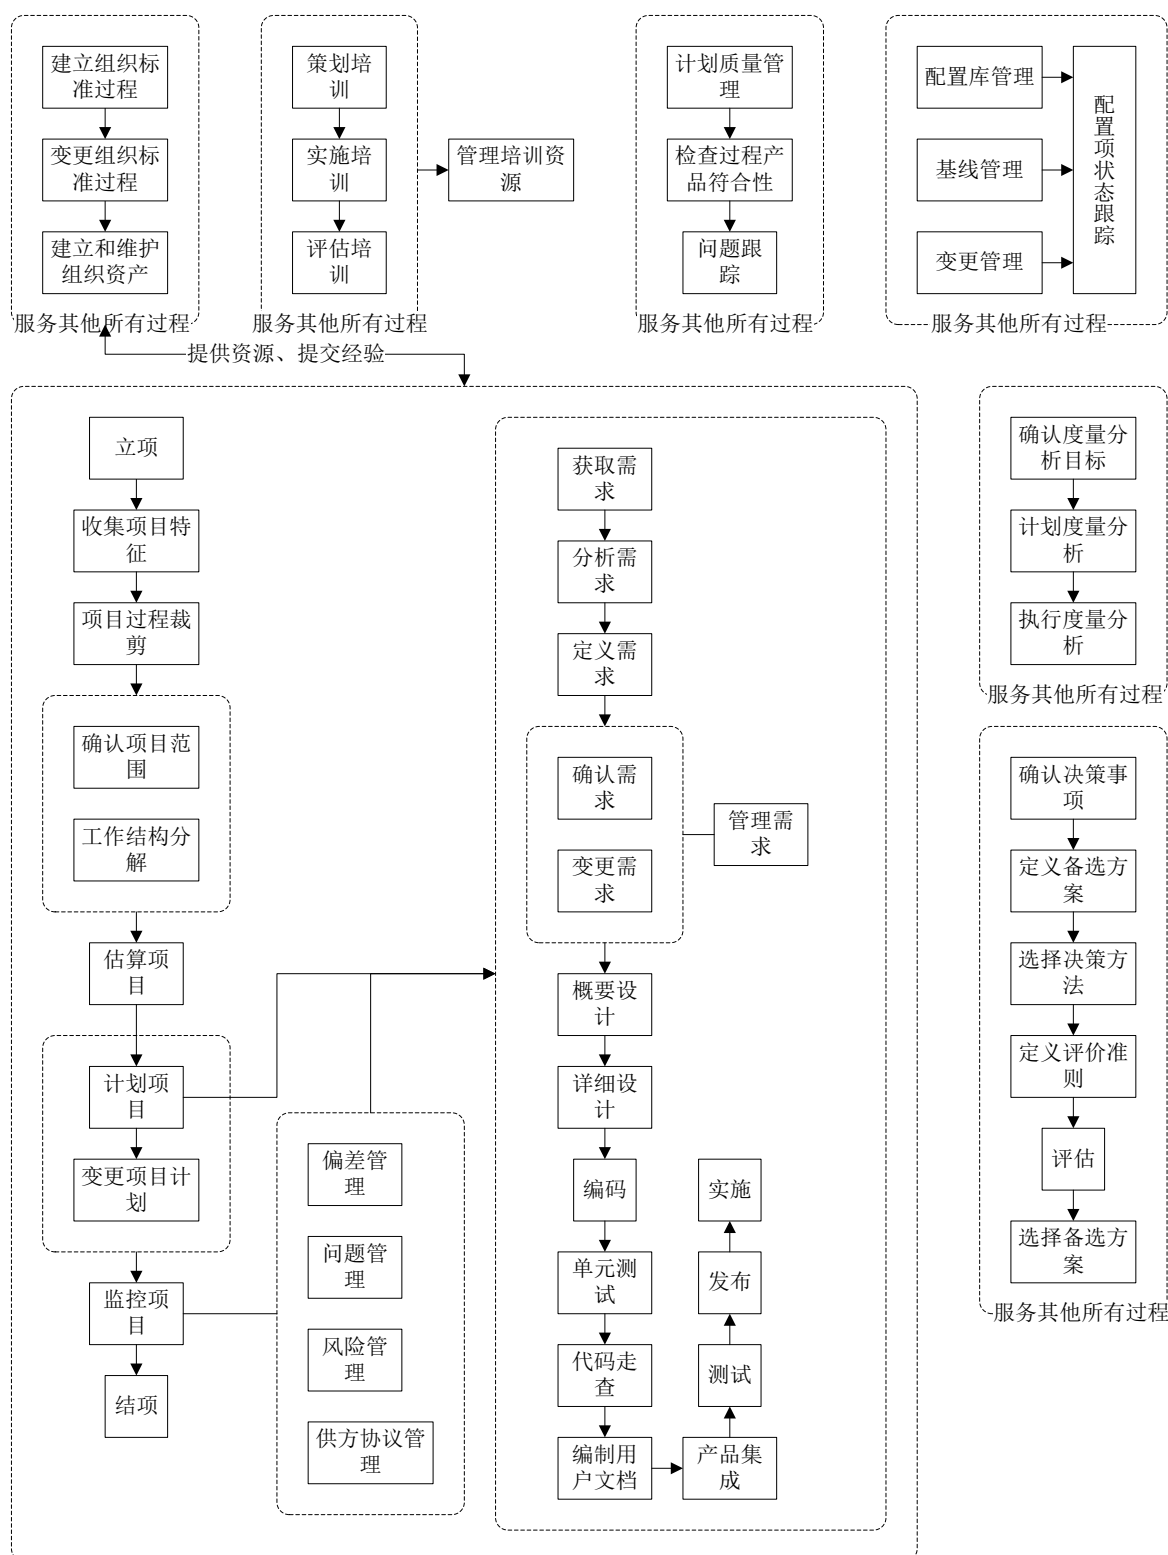 建立组织标
准过程
变更组织标
准过程
建立和维护
组织资产
服务其他所有过程
策划培
训
实施培
训
评估培
训
服务其他所有过程
管理培训资
源
计划质量管
理
检查过程产
品符合性
问题跟
踪
服务其他所有过程
配置库管理
基线管理
变更管理
配置项状态跟踪
服务其他所有过程
提供资源、提交经验
立项
收集项目特
征
项目过程裁
剪
确认项目范
围
工作结构分
解
估算项
目
计划项
目
变更项目计
划
监控项
目
结项
偏差管
理
问题管
理
风险管
理
供方协议管
理
获取需
求
分析需
求
定义需
求
确认需
求
变更需
求
管理需
求
概要设
计
详细设
计
编码
单元测
试
代码走
查
编制用
户文档
产品集
成
测试
发布
实施
确认度量分
析目标
计划度量分
析
执行度量分
析
服务其他所有过程
确认决策事
项
定义备选方
案
选择决策方
法
定义评价准
则
评估
选择备选方
案
服务其他所有过程